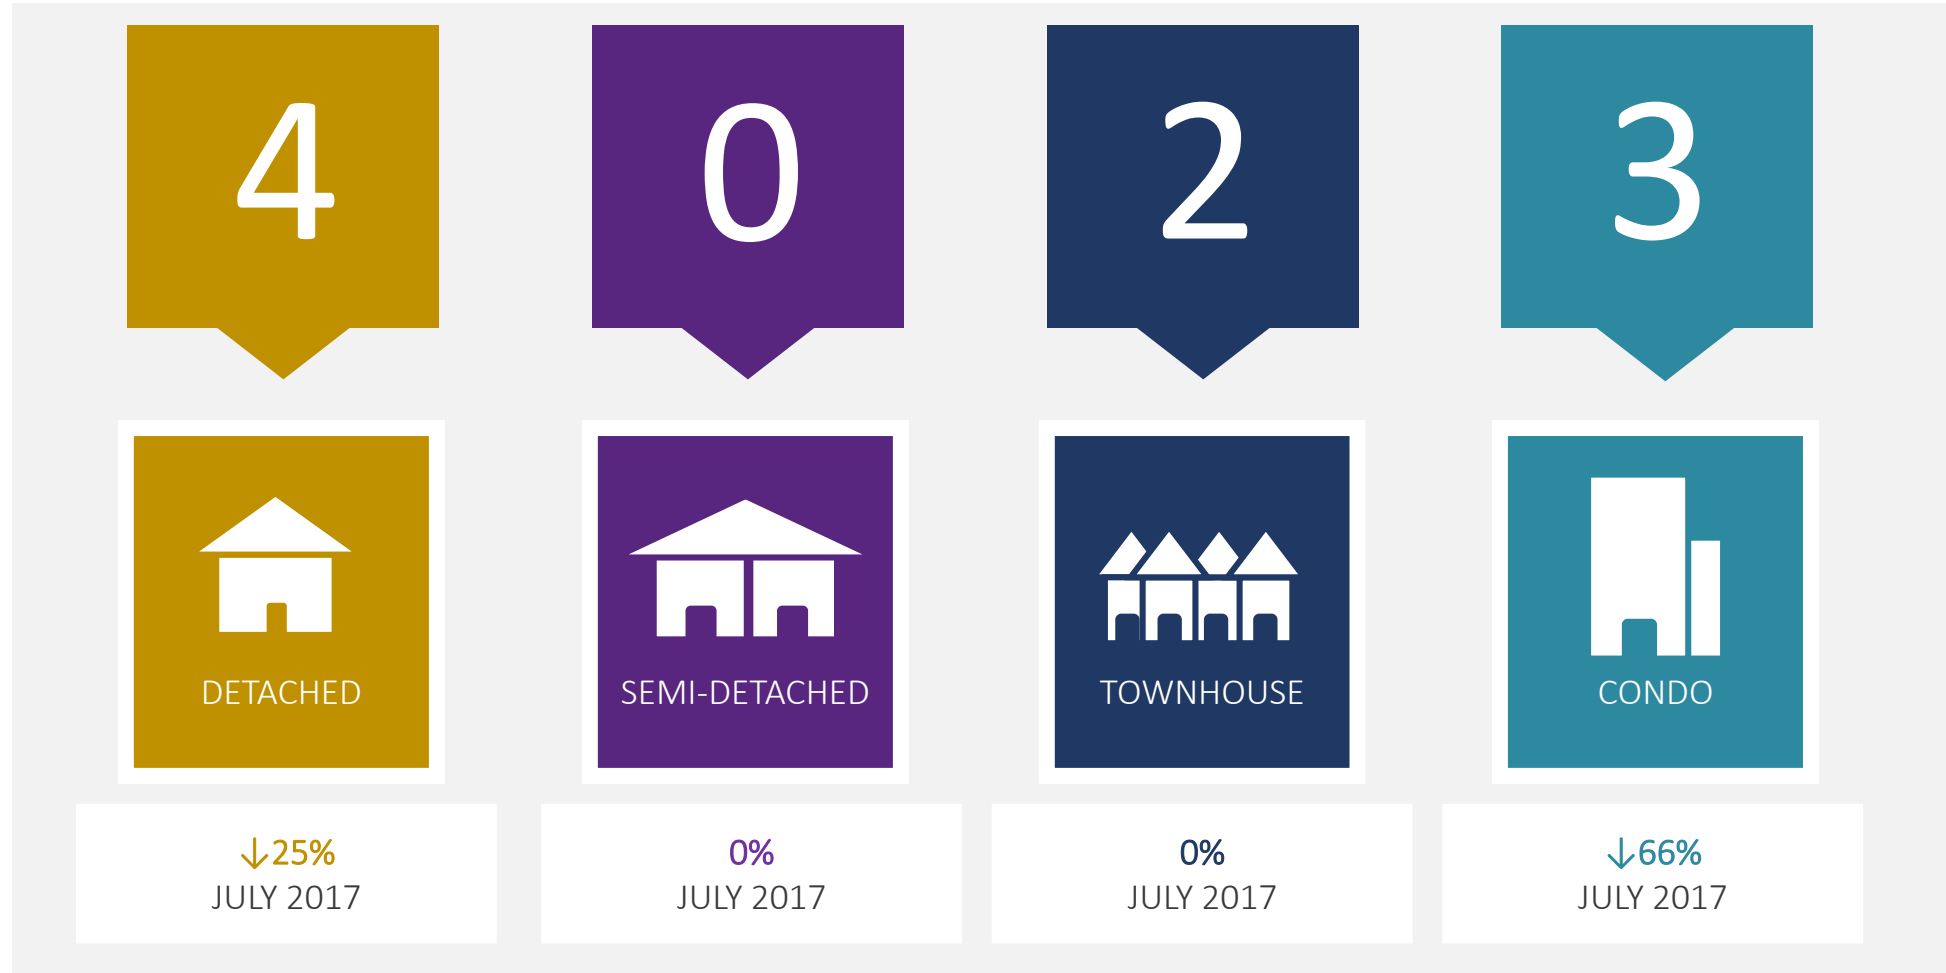 4
0
2
3
DETACHED
SEMI-DETACHED
TOWNHOUSE
CONDO
↓25%
JULY 2017
0%
JULY 2017
0%
JULY 2017
↓66%
JULY 2017